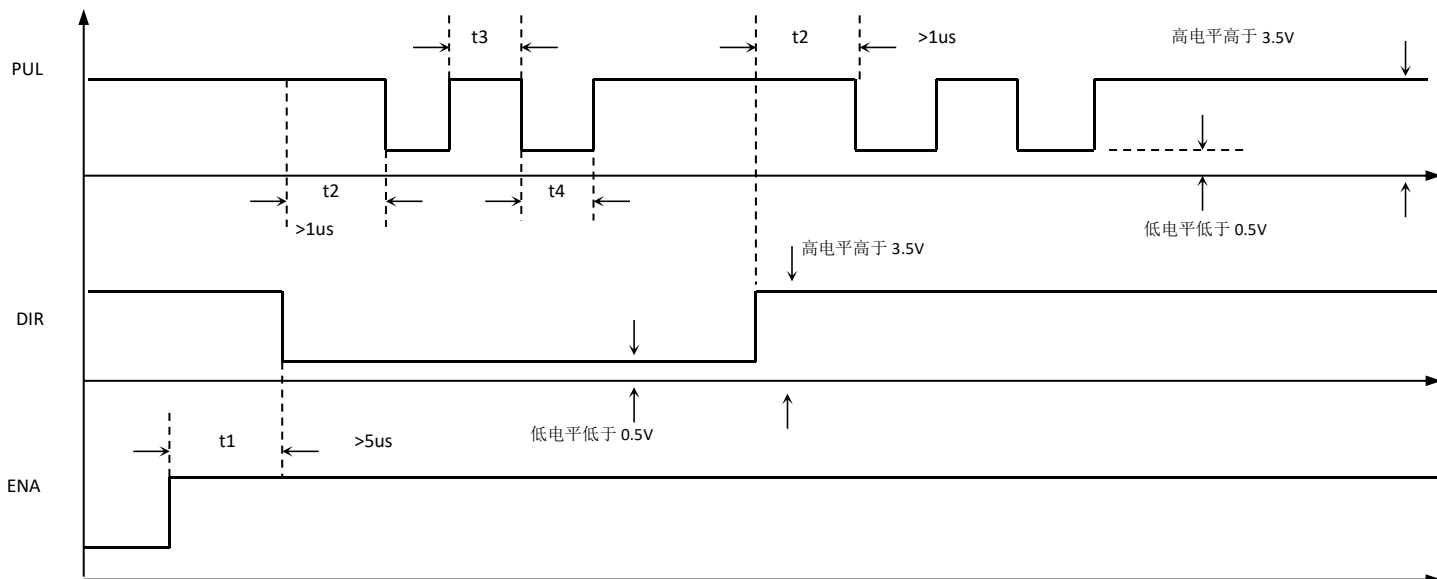 t3
t2
>1us
高电平高于 3.5V
PUL
t2
t4
>1us
低电平低于 0.5V
高电平高于 3.5V
DIR
t1
>5us
低电平低于 0.5V
ENA